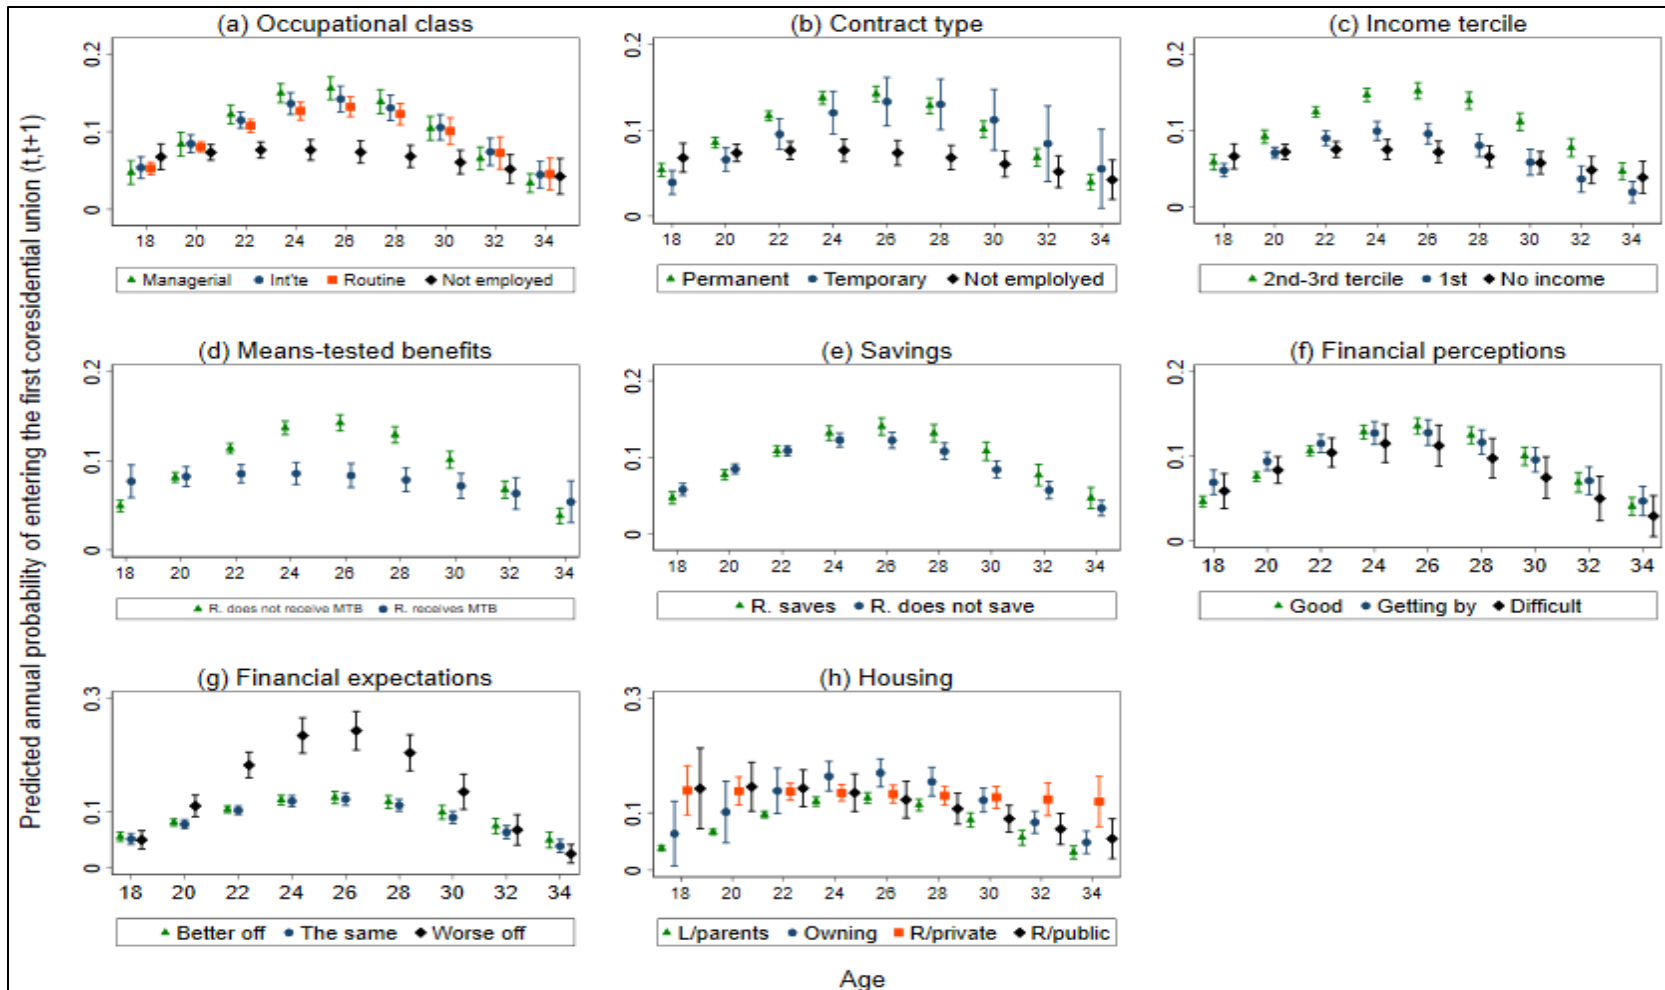 Predicted annual probability of entering the first coresidential union (t,t+1)
(a) Occupational class
0.2
0.1
0
18 20 22 24 26 28 30 32 34
Managerial Int'te Routine Not employed
(b) Contract type
0.2
0.1
0
18 20 22 24 26 28 30 32 34
Permanent Temporary Not emplolyed
(c) Income tercile
0.2
0.1
0
18 20 22 24 26 28 30 32 34
2nd-3rd tercile 1st No income
(d) Means-tested benefits
0.2
0.1
0
18 20 22 24 26 28 30 32 34
R. does not receive MTB R. receives MTB
(e) Savings
0.2
0.1
0
18 20 22 24 26 28 30 32 34
R. saves R. does not save
(f) Financial perceptions
0.2
0.1
0
18 20 22 24 26 28 30 32 34
Good Getting by Difficult
(g) Financial expectations
0.3
0.1
0
18 20 22 24 26 28 30 32 34
Better off The same Worse off
(h) Housing
0.3
0.1
0
18 20 22 24 26 28 30 32 34
L/parents Owning R/private R/public
Age